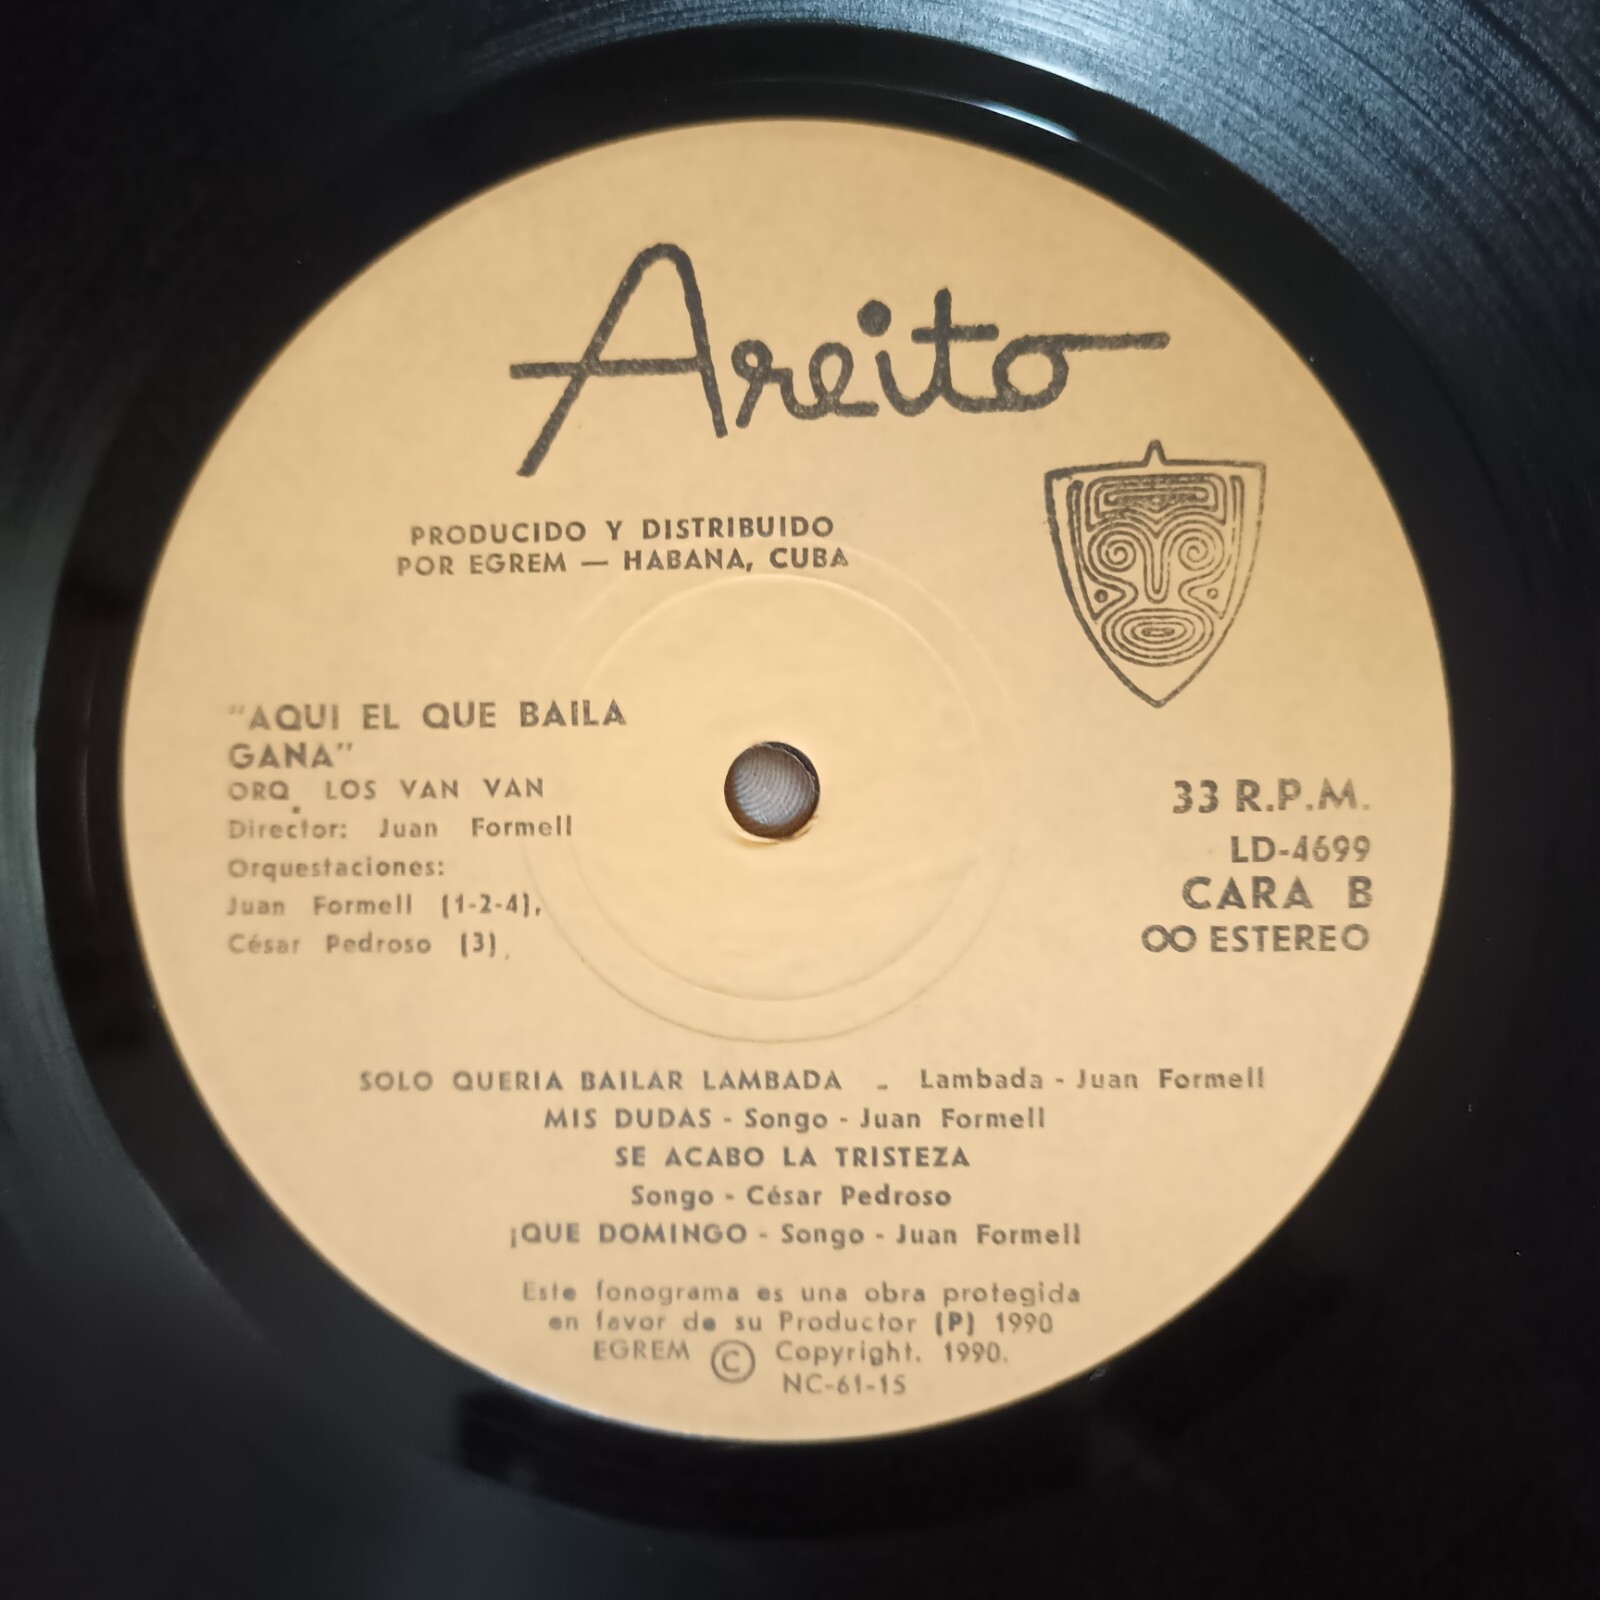 Areito
PRODUCIDO Y DISTRIBUIDO
POR EGREM — HABANA, CUBA
"AQUI EL QUE BAILA
GANA"
ORQ. LOS VAN VAN
Director: Juan Formell
Orquestaciones:
Juan Formell (1-2-4),
César Pedroso (3),
33 R.P.M.
LD-4699
CARA B
OO ESTEREO
SOLO QUERIA BAILAR LAMBADA - Lambada - Juan Formell
MIS DUDAS - Songo - Juan Formell
SE ACABO LA TRISTEZA
Songo - César Pedroso
¡QUE DOMINGO - Songo - Juan Formell
Este fonograma es una obra protegida
en favor de su Productor (P) 1990
EGREM © Copyright. 1990.
NC-61-15